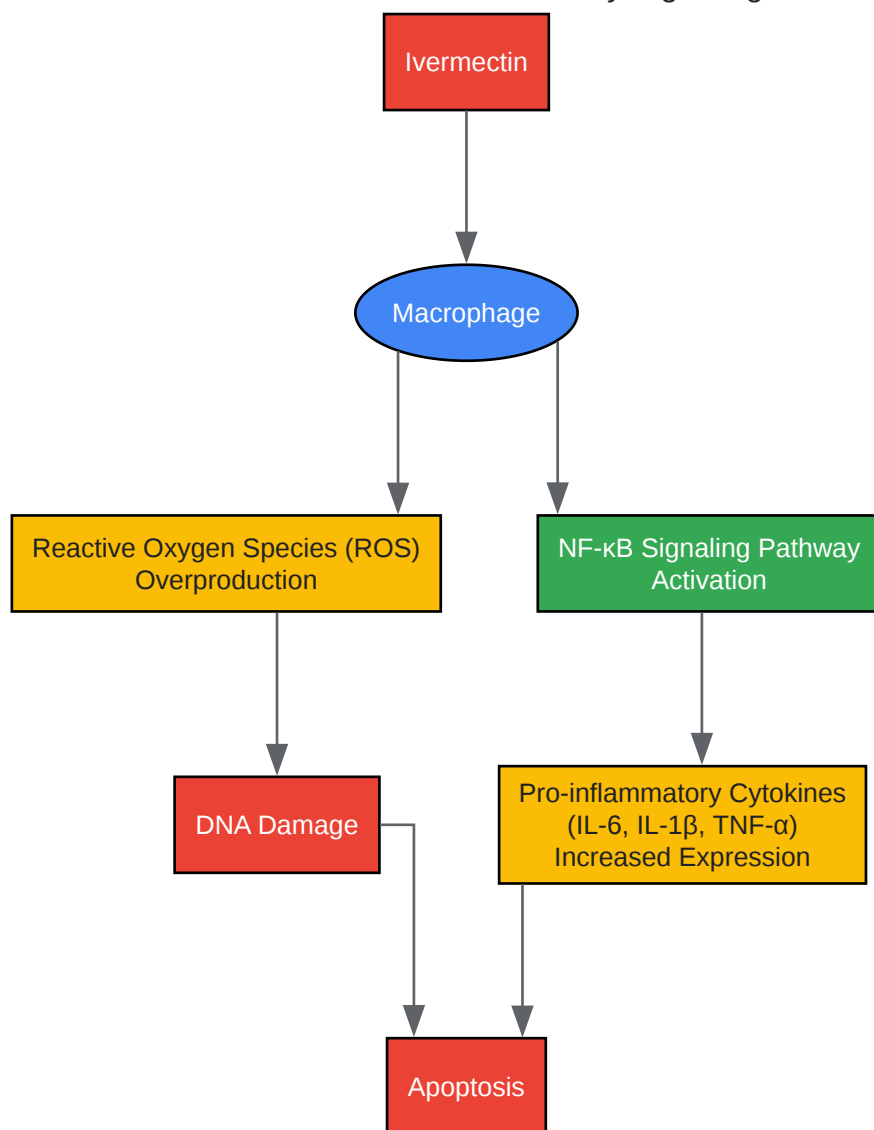 Ivermectin
Macrophage
Reactive Oxygen Species (ROS)
Overproduction
NF-κB Signaling Pathway
Activation
DNA Damage
Pro-inflammatory Cytokines
(IL-6, IL-1β, TNF-α)
Increased Expression
Apoptosis